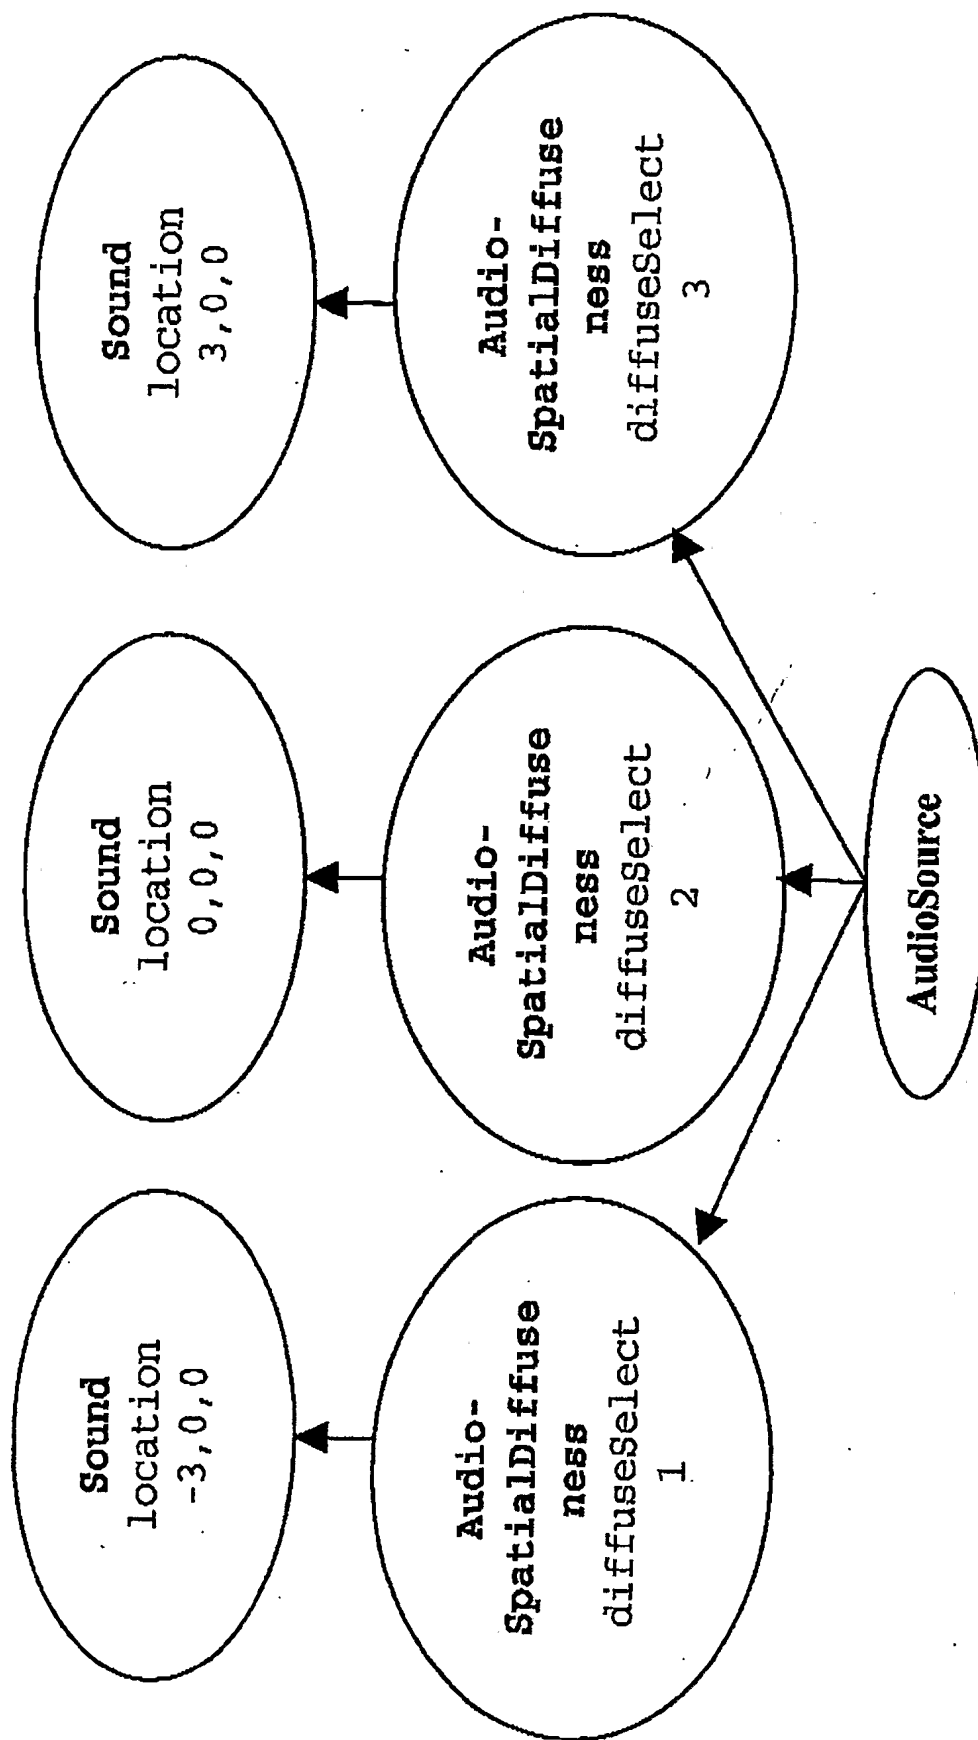 Sound
location
-3,0,0
Sound
location
0,0,0
Sound
location
3,0,0
Audio-
SpatialDiffuse
ness
diffuseSelect
1
Audio-
SpatialDiffuse
ness
diffuseSelect
2
Audio-
SpatialDiffuse
ness
diffuseSelect
3
AudioSource